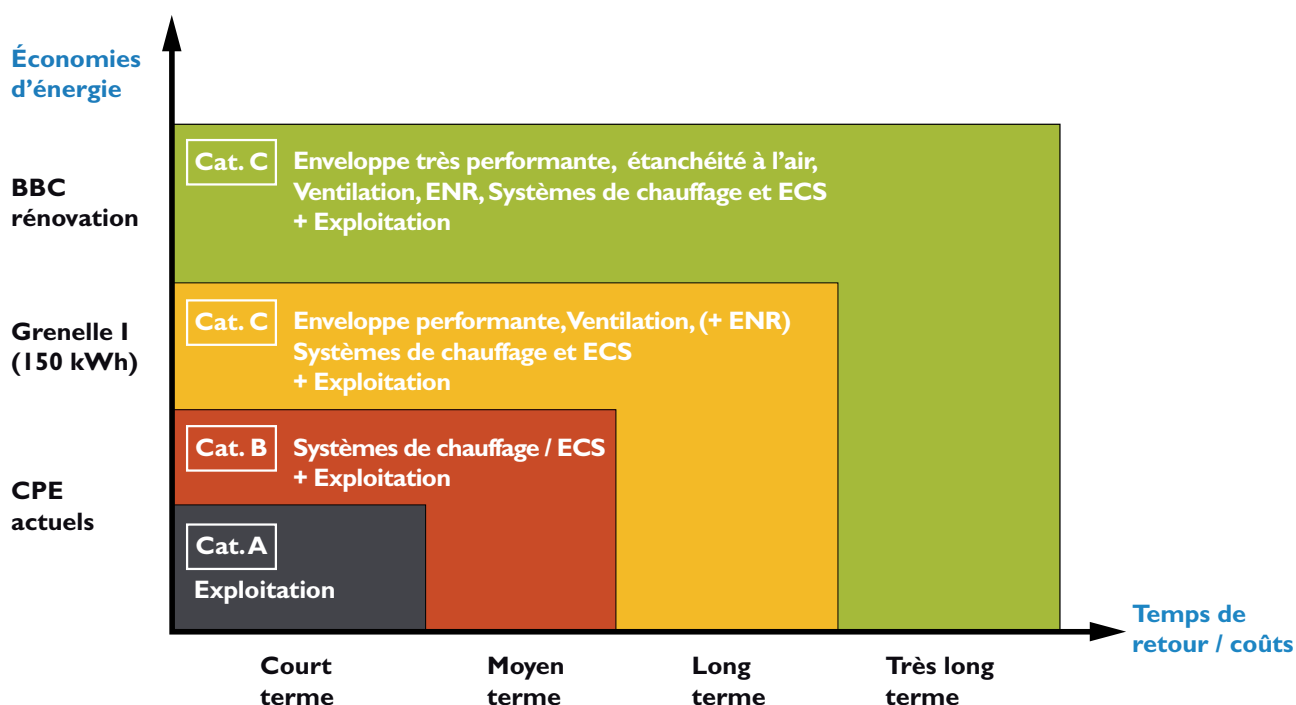 Économies
d'énergie
BBC
rénovation
Grenelle I
(150 kWh)
CPE
actuels
Cat. C
Enveloppe très performante, étanchéité à l'air,
Ventilation, ENR, Systèmes de chauffage et ECS
+ Exploitation
Cat. C
Enveloppe performante, Ventilation, (+ ENR)
Systèmes de chauffage et ECS
+ Exploitation
Cat. B
Systèmes de chauffage / ECS
+ Exploitation
Cat. A
Exploitation
Temps de
retour / coûts
Court
terme
Moyen
terme
Long
terme
Très long
terme